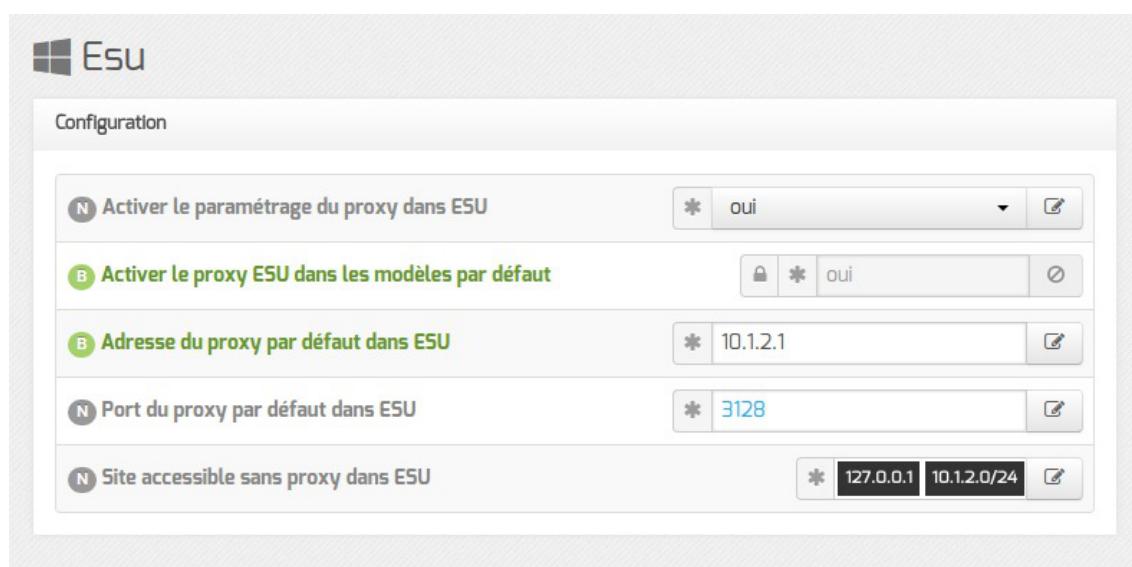 Esu
Configuration
N Activer le paramétrage du proxy dans ESU * oui
B Activer le proxy ESU dans les modèles par défaut * oui
B Adresse du proxy par défaut dans ESU * 10.1.2.1
N Port du proxy par défaut dans ESU * 3128
N Site accessible sans proxy dans ESU * 127.0.0.1 10.1.2.0/24